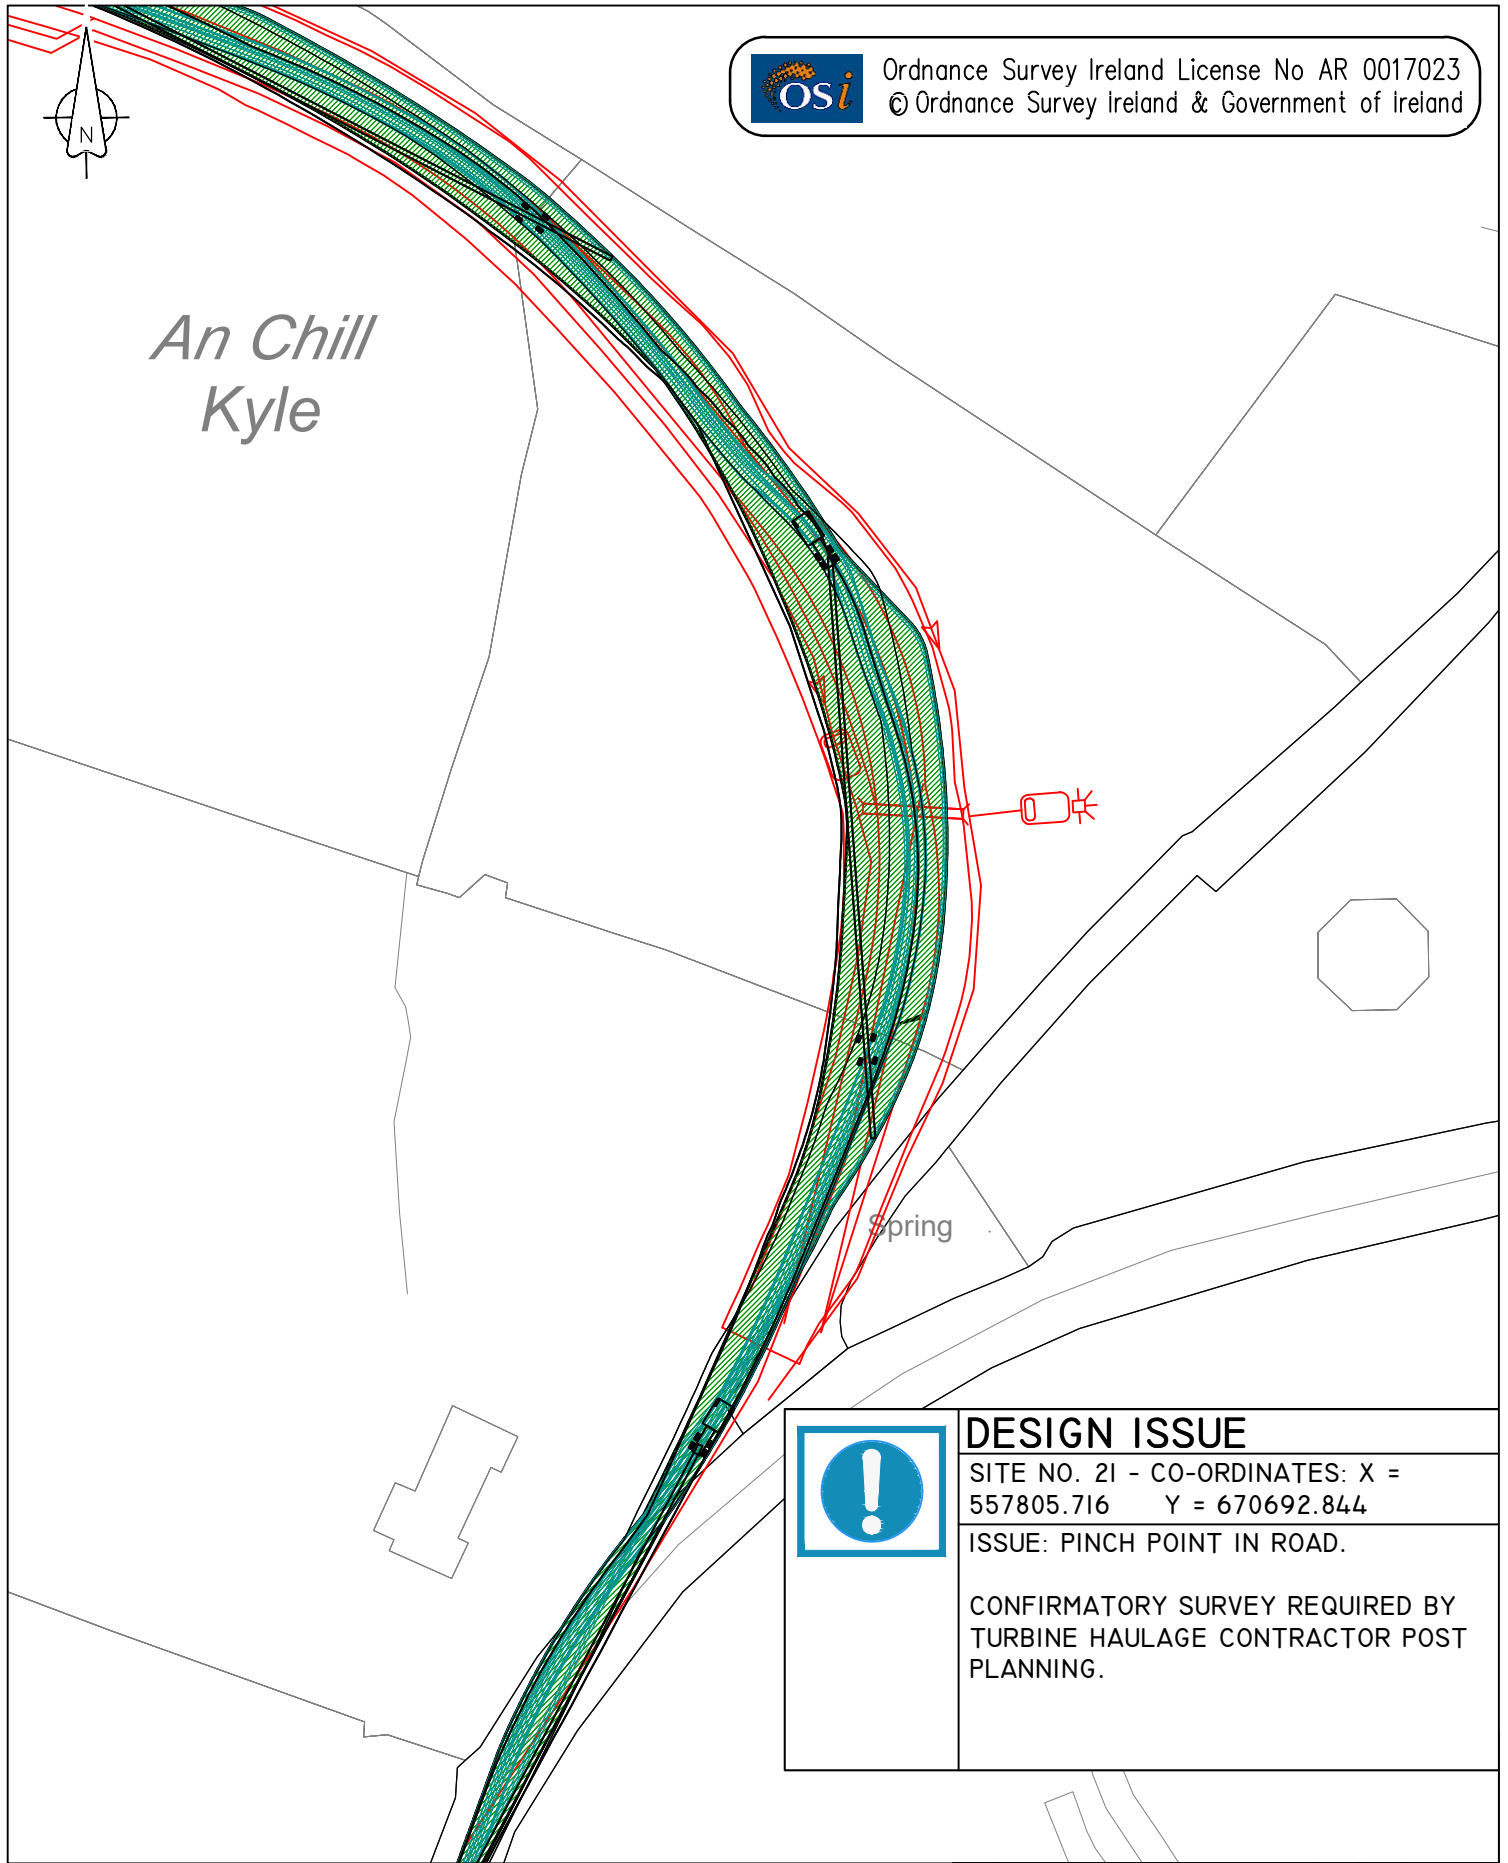 OSi
Ordnance Survey Ireland License No AR 0017023
© Ordnance Survey Ireland & Government of Ireland
N
An Chill
Kyle
Spring
DESIGN ISSUE
SITE NO. 21 - CO-ORDINATES: X =
557805.716 Y = 670692.844
ISSUE: PINCH POINT IN ROAD.
CONFIRMATORY SURVEY REQUIRED BY
TURBINE HAULAGE CONTRACTOR POST
PLANNING.